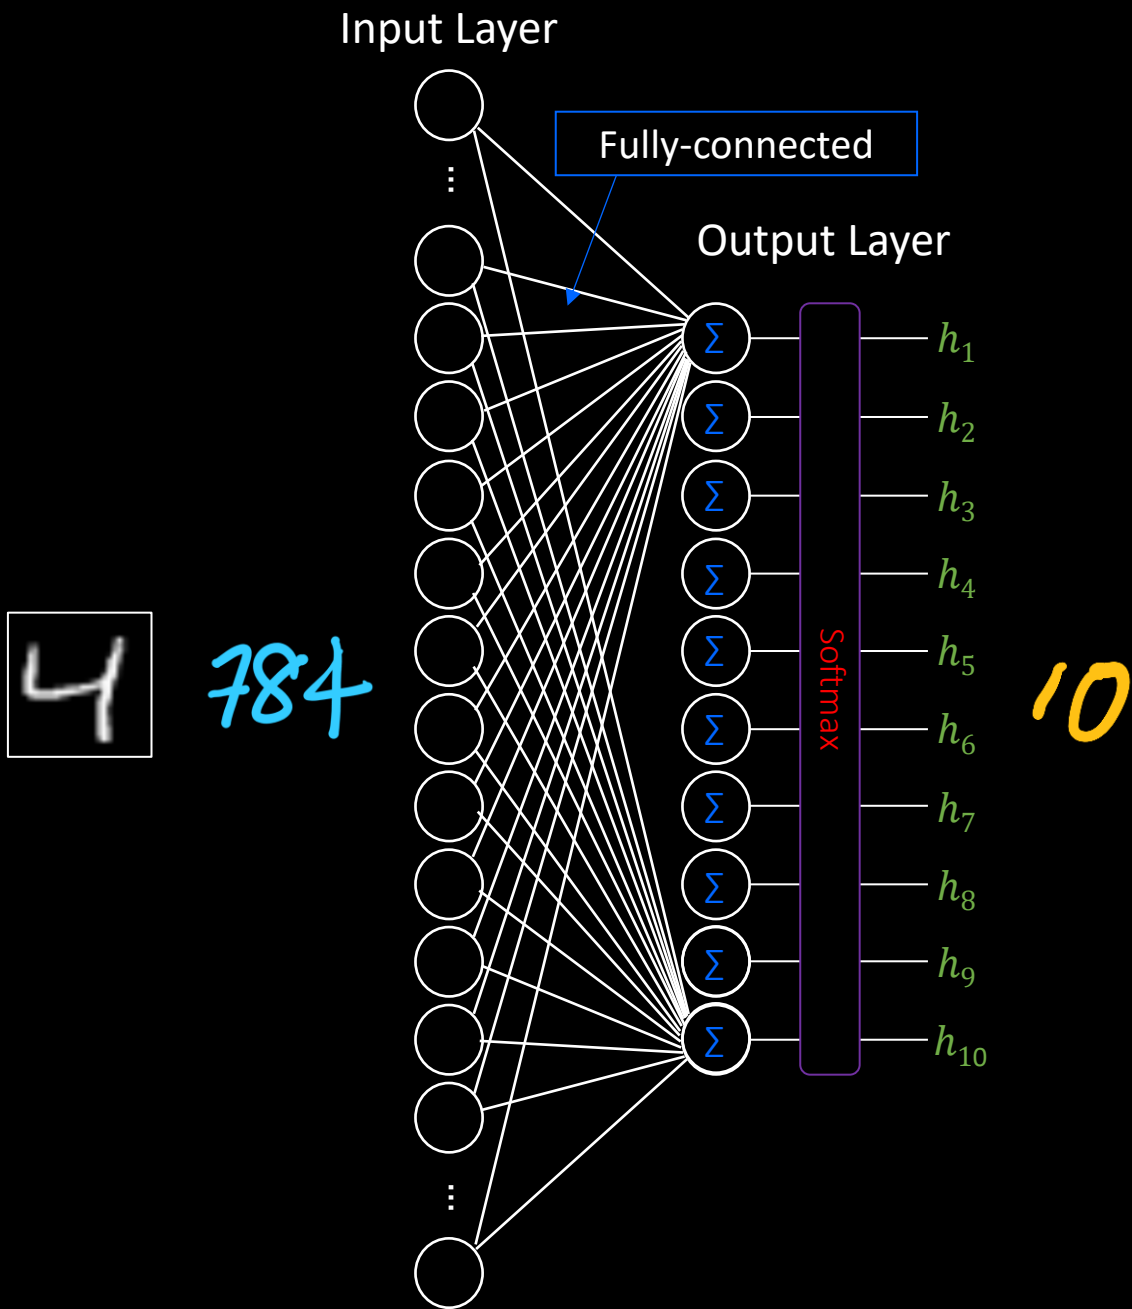 Input Layer
Fully-connected
Output Layer
...
Σ h₁
Σ h₂
Σ h₃
Σ h₄
Σ h₅
Σ h₆
Σ h₇
Σ h₈
Σ h₉
Σ h₁₀
Softmax
4
784
10
...